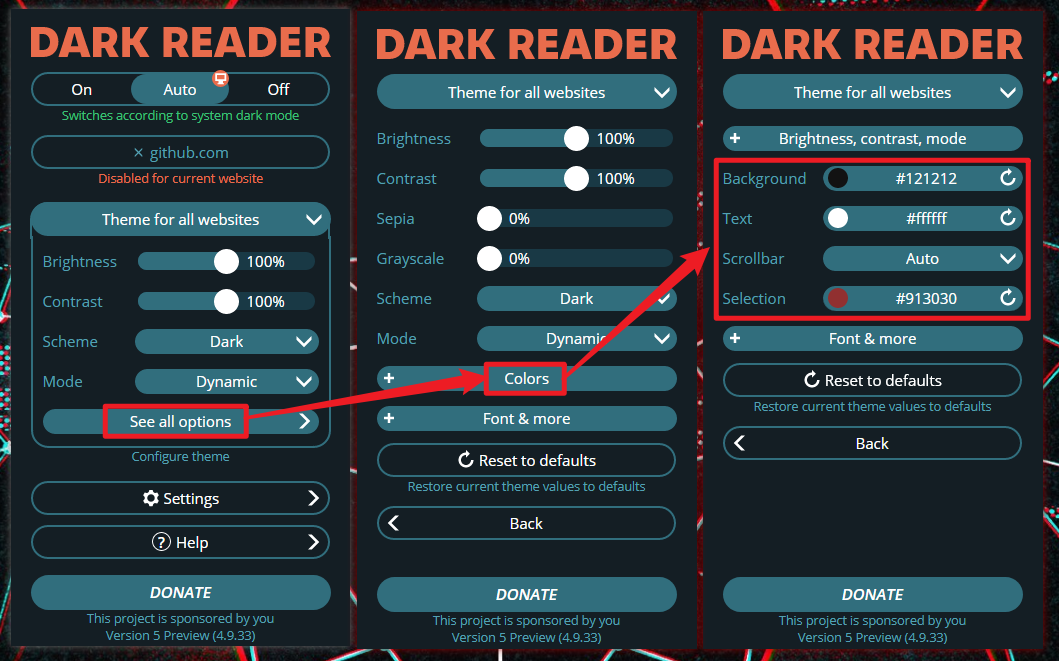 DARK READER
On Auto Off
Switches according to system dark mode
× github.com
Disabled for current website
Theme for all websites
Brightness 100%
Contrast 100%
Scheme Dark
Mode Dynamic
See all options
Configure theme
Settings
? Help
DONATE
This project is sponsored by you
Version 5 Preview (4.9.33)
DARK READER
Theme for all websites
Brightness 100%
Contrast 100%
Sepia 0%
Grayscale 0%
Scheme Dark
Mode Dynamic
+ Colors
+ Font & more
Reset to defaults
Restore current theme values to defaults
Back
DONATE
This project is sponsored by you
Version 5 Preview (4.9.33)
DARK READER
Theme for all websites
+ Brightness, contrast, mode
Background #121212
Text #ffffff
Scrollbar Auto
Selection #913030
+ Font & more
Reset to defaults
Restore current theme values to defaults
Back
DONATE
This project is sponsored by you
Version 5 Preview (4.9.33)